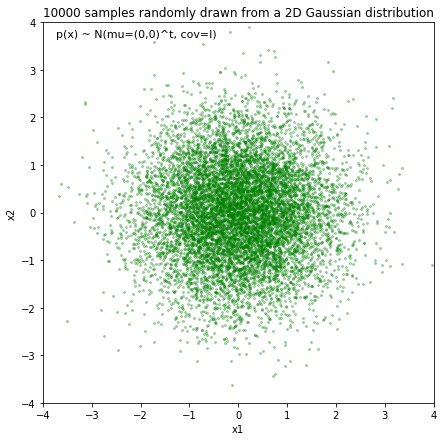 10000 samples randomly drawn from a 2D Gaussian distribution
p(x) ~ N(mu=(0,0)^t, cov=I)
4
3
2
1
0
−1
−2
−3
−4
x2
−4 −3 −2 −1 0 1 2 3 4
x1